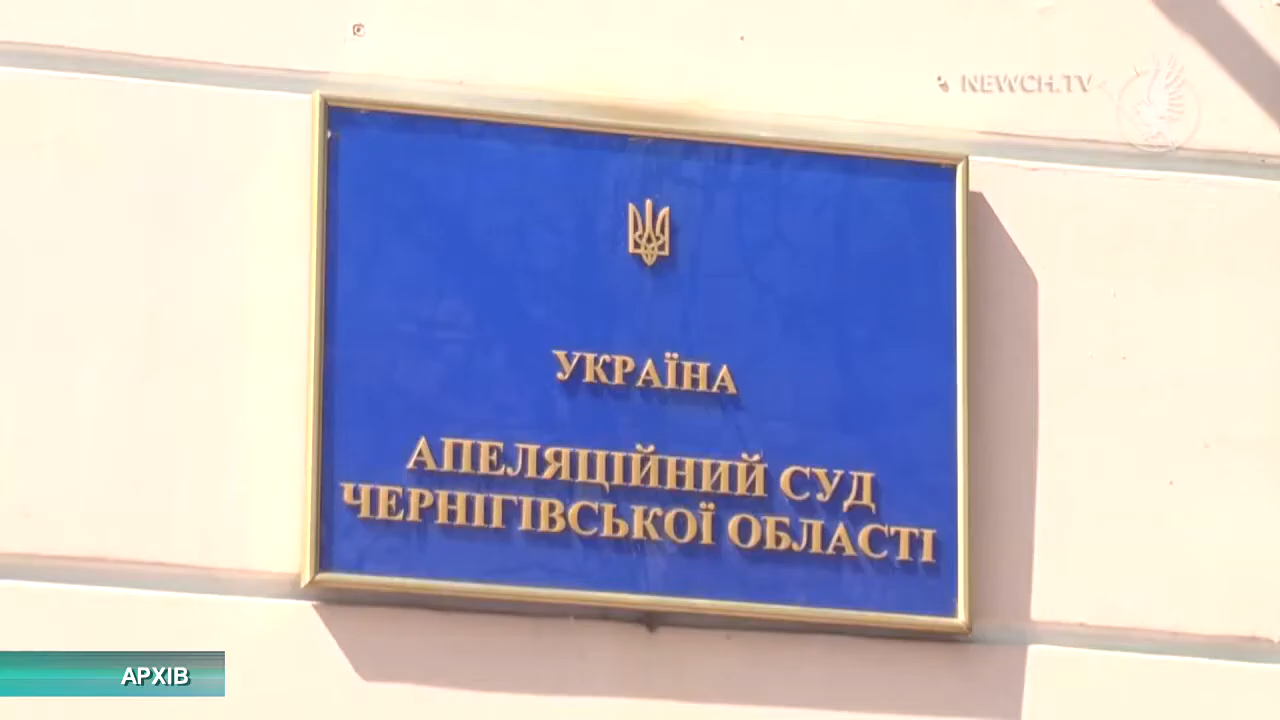 NEWCH.TV
УКРАЇНА
АПЕЛЯЦІЙНИЙ СУД
ЧЕРНІГІВСЬКОЇ ОБЛАСТІ
АРХІВ